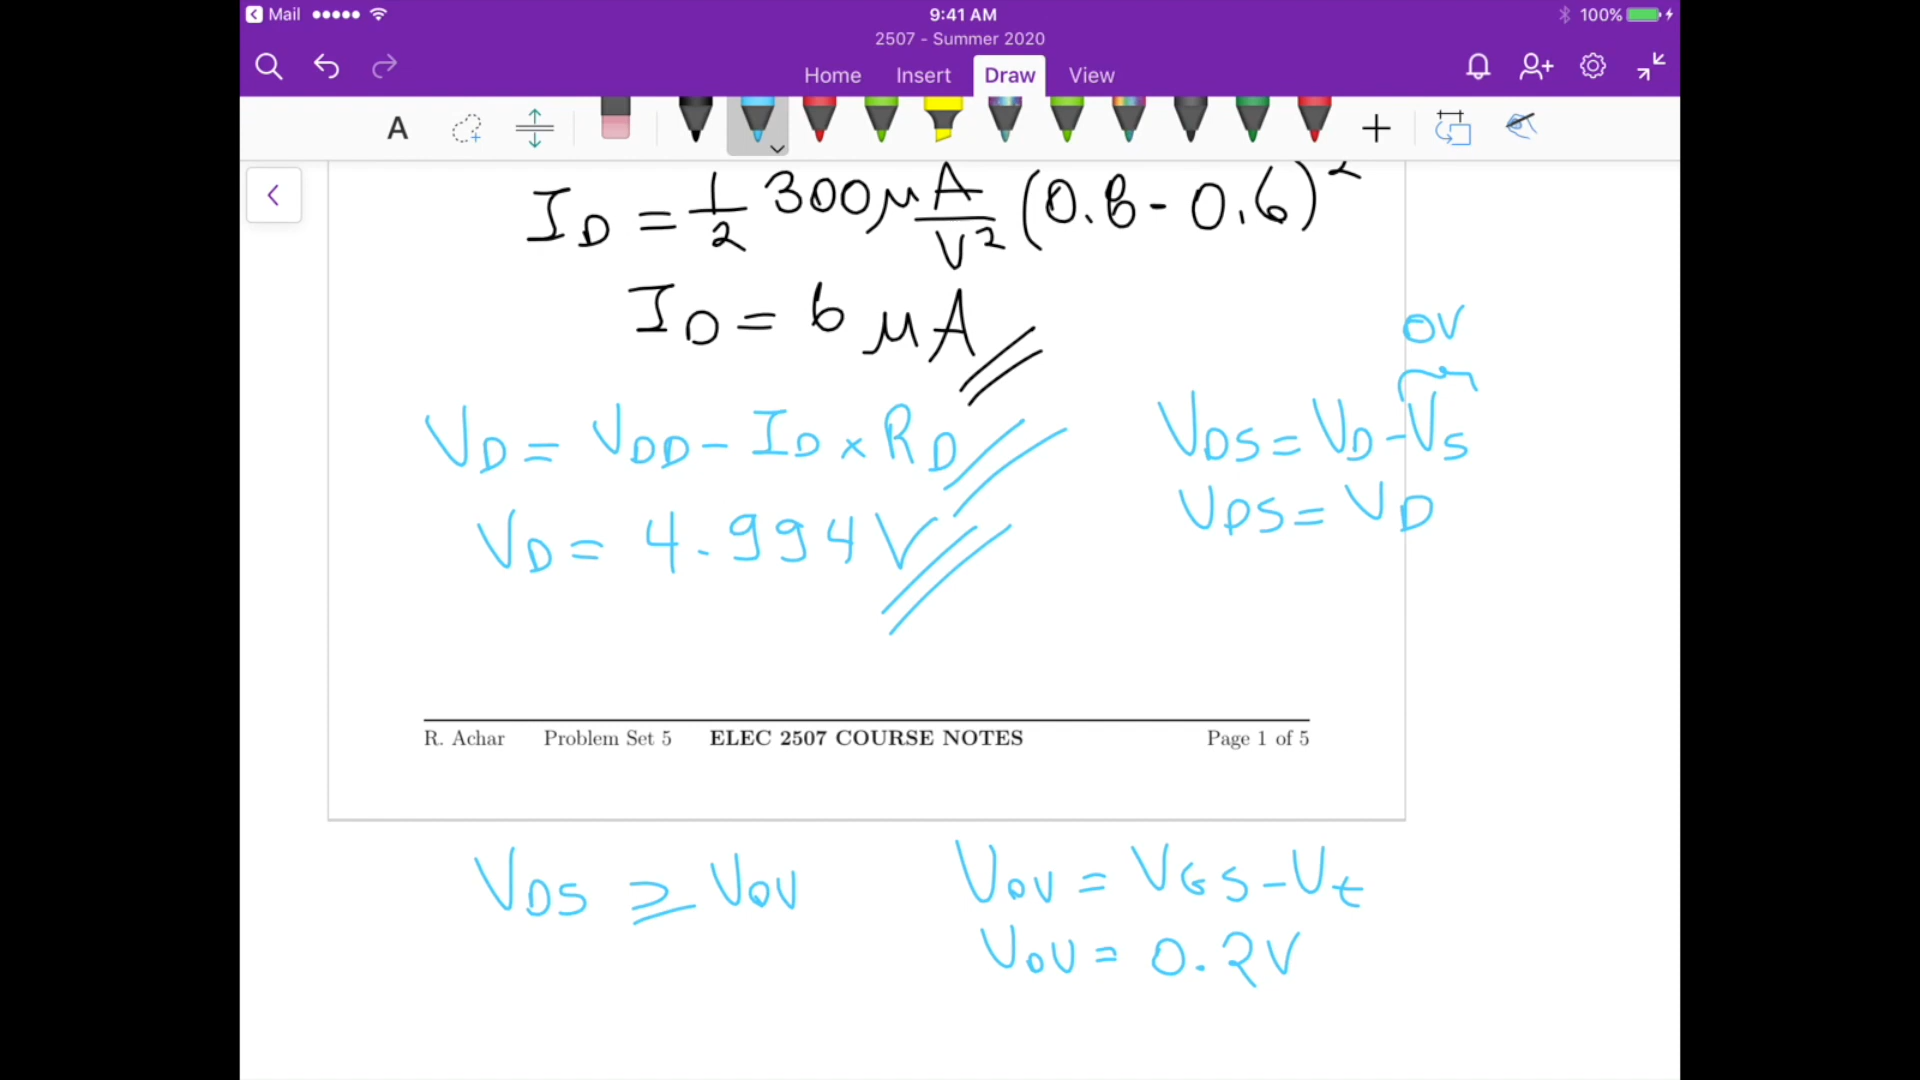 Mail 9:41 AM 100%
2507 - Summer 2020
Home Insert Draw View
A
I_D = 1/2 300 μA/V² (0.8 - 0.6)²
I_D = 6 μA
0V
V_D = V_DD - I_D × R_D
V_DS = V_D - V_S
V_DS = V_D
V_D = 4.994 V
R. Achar Problem Set 5 ELEC 2507 COURSE NOTES Page 1 of 5
V_DS ≥ V_OV
V_OV = V_GS - V_t
V_OV = 0.2V